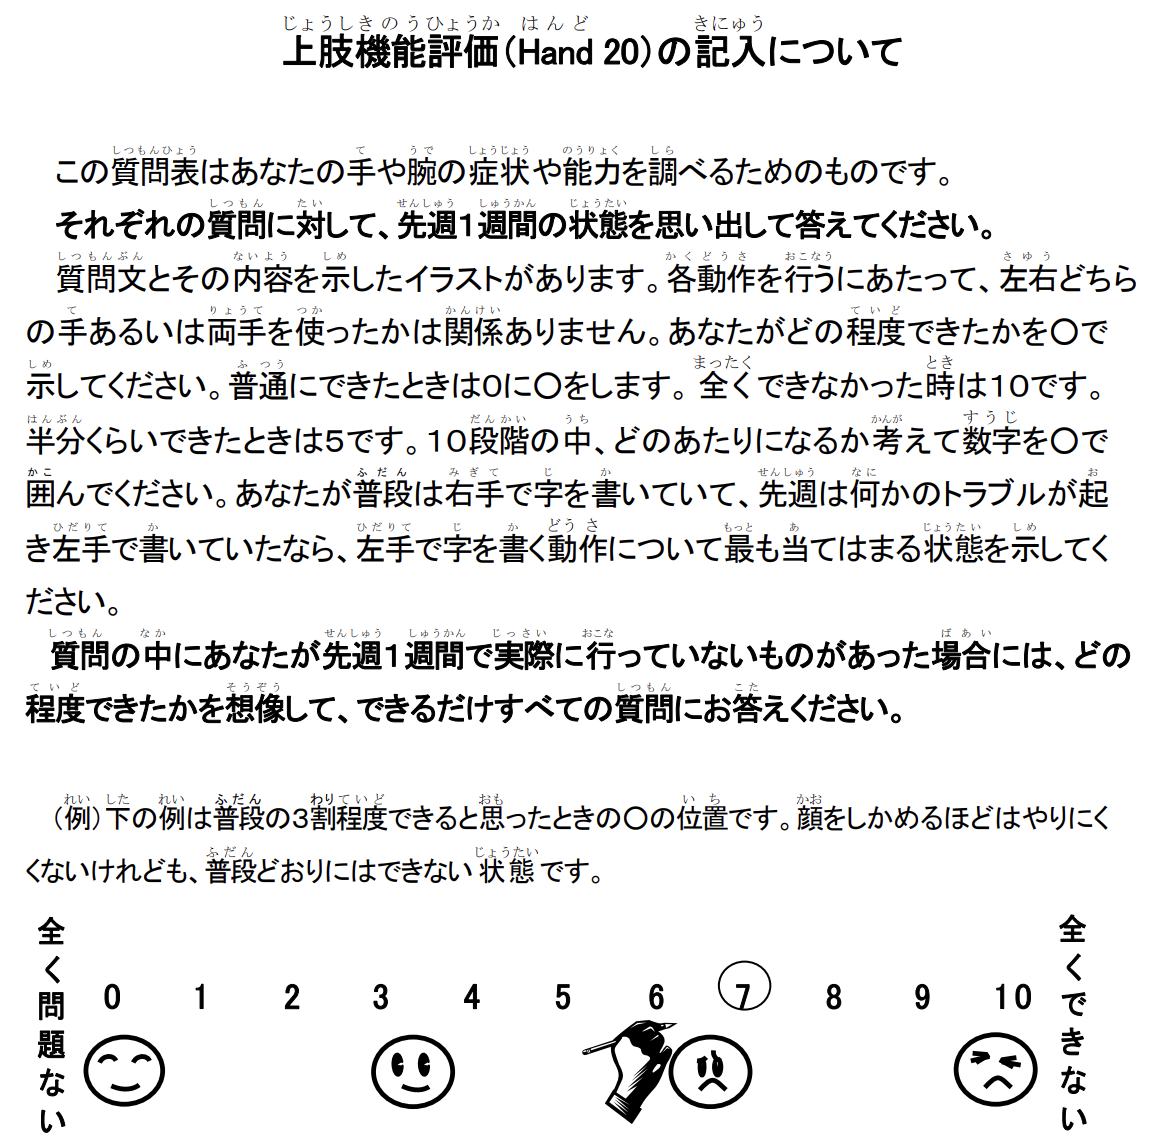 上肢機能評価（Hand 20）の記入について
この質問表はあなたの手や腕の症状や能力を調べるためのものです。
それぞれの質問に対して、先週１週間の状態を思い出して答えてください。
質問文とその内容を示したイラストがあります。各動作を行うにあたって、左右どちら
の手あるいは両手を使ったかは関係ありません。あなたがどの程度できたかを〇で
示してください。普通にできたときは０に〇をします。全くできなかった時は１０です。
半分くらいできたときは５です。１０段階の中、どのあたりになるか考えて数字を〇で
囲んでください。あなたが普段は右手で字を書いていて、先週は何かのトラブルが起
き左手で書いていたなら、左手で字を書く動作について最も当てはまる状態を示してく
ださい。
質問の中にあなたが先週１週間で実際に行っていないものがあった場合には、どの
程度できたかを想像して、できるだけすべての質問にお答えください。
（例）下の例は普段の３割程度できると思ったときの〇の位置です。顔をしかめるほどはやりにく
くないけれども、普段どおりにはできない状態です。
全く問題ない
0 1 2 3 4 5 6 7 8 9 10
全くできない